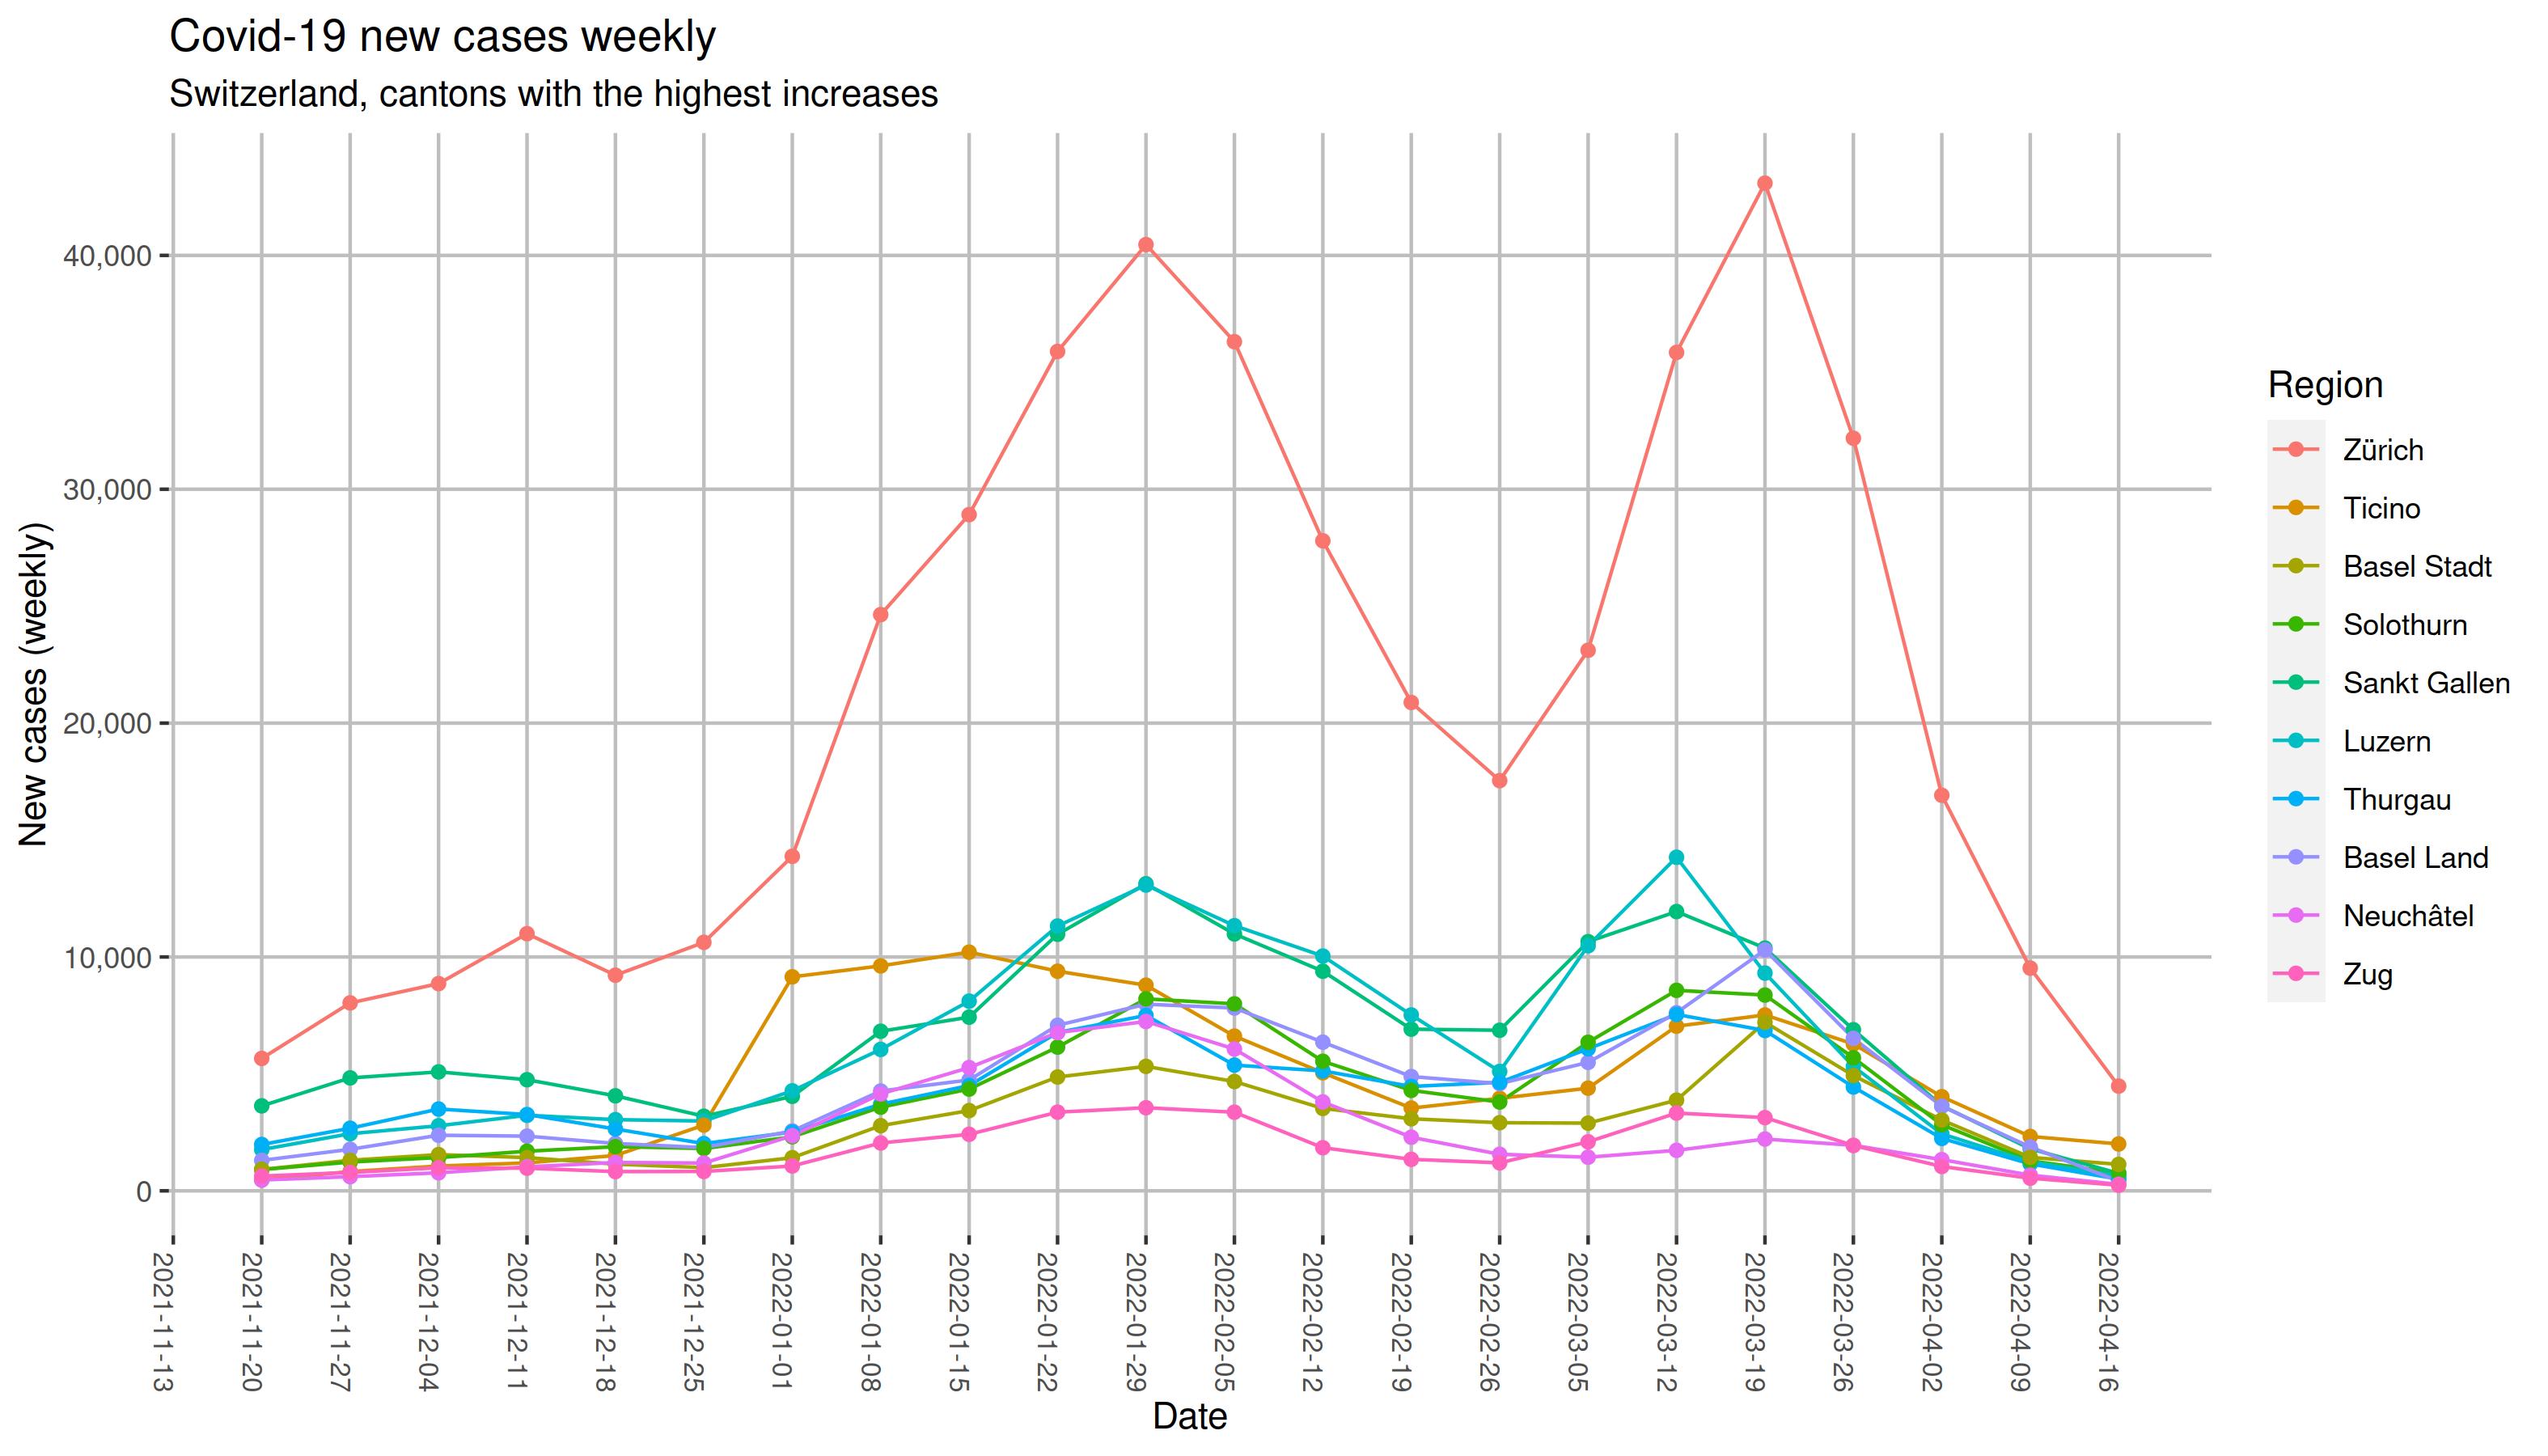 Covid-19 new cases weekly
Switzerland, cantons with the highest increases
New cases (weekly)
40,000
30,000
20,000
10,000
0
2021-11-13
2021-11-20
2021-11-27
2021-12-04
2021-12-11
2021-12-18
2021-12-25
2022-01-01
2022-01-08
2022-01-15
2022-01-22
2022-01-29
2022-02-05
2022-02-12
2022-02-19
2022-02-26
2022-03-05
2022-03-12
2022-03-19
2022-03-26
2022-04-02
2022-04-09
2022-04-16
Date
Region
Zürich
Ticino
Basel Stadt
Solothurn
Sankt Gallen
Luzern
Thurgau
Basel Land
Neuchâtel
Zug